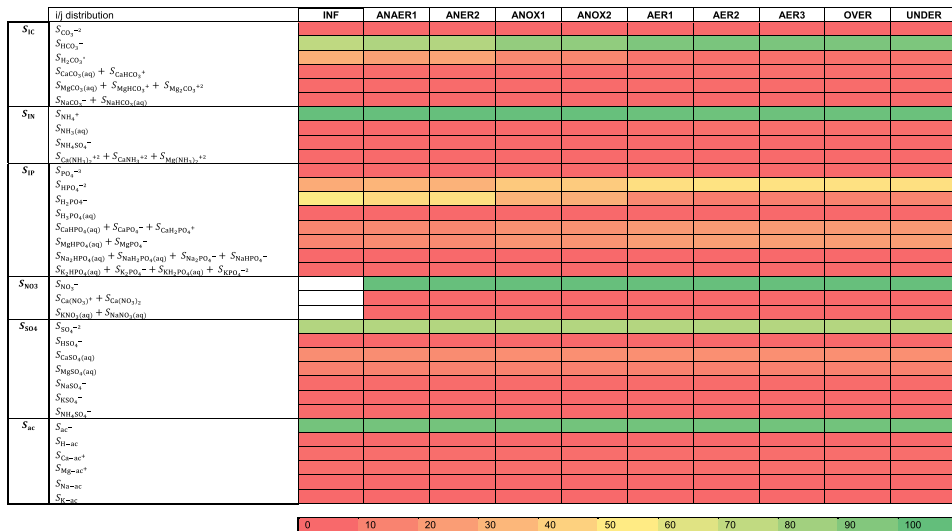 i/j distribution INF ANAER1 ANER2 ANOX1 ANOX2 AER1 AER2 AER3 OVER UNDER
S_IC S_CO₃⁻²
S_HCO₃⁻
S_H₂CO₃*
S_CaCO₃(aq) + S_CaHCO₃⁺
S_MgCO₃(aq) + S_MgHCO₃⁺ + S_Mg₂CO₃⁺²
S_NaCO₃⁻ + S_NaHCO₃(aq)
S_IN S_NH₄⁺
S_NH₃(aq)
S_NH₄SO₄⁻
S_Ca(NH₃)₂⁺² + S_CaNH₃⁺² + S_Mg(NH₃)₂⁺²
S_IP S_PO₄⁻³
S_HPO₄⁻²
S_H₂PO4⁻
S_H₃PO₄(aq)
S_CaHPO₄(aq) + S_CaPO₄⁻ + S_CaH₂PO₄⁺
S_MgHPO₄(aq) + S_MgPO₄⁻
S_Na₂HPO₄(aq) + S_NaH₂PO₄(aq) + S_Na₂PO₄⁻ + S_NaHPO₄⁻
S_K₂HPO₄(aq) + S_K₂PO₄⁻ + S_KH₂PO₄(aq) + S_KPO₄⁻²
S_NO3 S_NO₃⁻
S_Ca(NO₃)⁺ + S_Ca(NO₃)₂
S_KNO₃(aq) + S_NaNO₃(aq)
S_SO4 S_SO₄⁻²
S_HSO₄⁻
S_CaSO₄(aq)
S_MgSO₄(aq)
S_NaSO₄⁻
S_KSO₄⁻
S_NH₄SO₄⁻
S_ac S_ac⁻
S_H−ac
S_Ca−ac⁺
S_Mg−ac⁺
S_Na−ac
S_K−ac
0 10 20 30 40 50 60 70 80 90 100